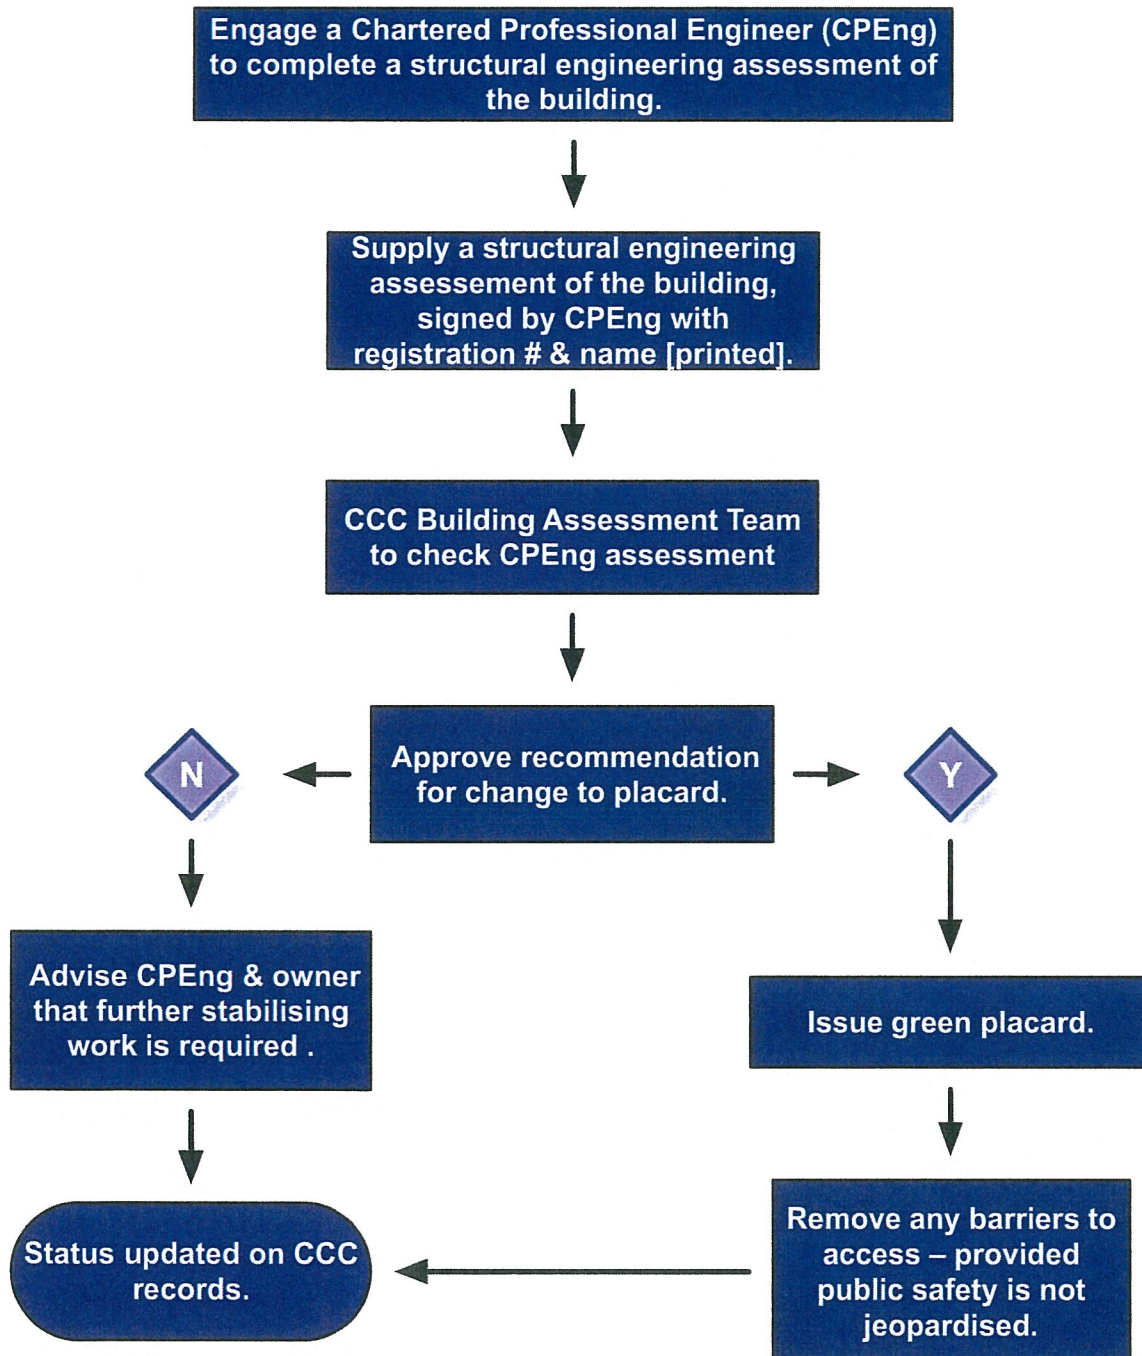 Engage a Chartered Professional Engineer (CPEng)
to complete a structural engineering assessment of
the building.
Supply a structural engineering
assessement of the building,
signed by CPEng with
registration # & name [printed].
CCC Building Assessment Team
to check CPEng assessment
Approve recommendation
for change to placard.
N
Y
Advise CPEng & owner
that further stabilising
work is required .
Issue green placard.
Remove any barriers to
access – provided
public safety is not
jeopardised.
Status updated on CCC
records.